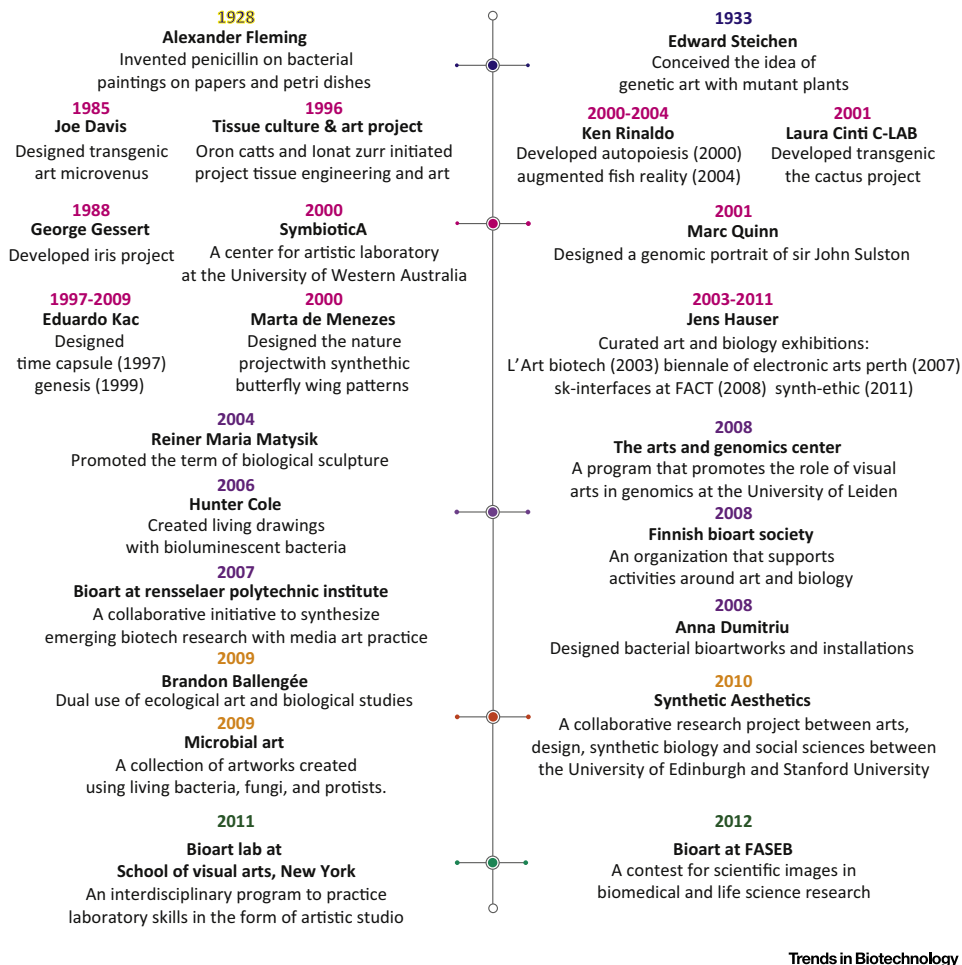 1928
Alexander Fleming
Invented penicillin on bacterial
paintings on papers and petri dishes
1933
Edward Steichen
Conceived the idea of
genetic art with mutant plants
1985
Joe Davis
Designed transgenic
art microvenus
1996
Tissue culture & art project
Oron catts and Ionat zurr initiated
project tissue engineering and art
2000-2004
Ken Rinaldo
Developed autopoiesis (2000)
augmented fish reality (2004)
2001
Laura Cinti C-LAB
Developed transgenic
the cactus project
1988
George Gessert
Developed iris project
2000
SymbioticA
A center for artistic laboratory
at the University of Western Australia
2001
Marc Quinn
Designed a genomic portrait of sir John Sulston
1997-2009
Eduardo Kac
Designed
time capsule (1997)
genesis (1999)
2000
Marta de Menezes
Designed the nature
projectwith synthethic
butterfly wing patterns
2003-2011
Jens Hauser
Curated art and biology exhibitions:
L’Art biotech (2003) biennale of electronic arts perth (2007)
sk-interfaces at FACT (2008) synth-ethic (2011)
2004
Reiner Maria Matysik
Promoted the term of biological sculpture
2008
The arts and genomics center
A program that promotes the role of visual
arts in genomics at the University of Leiden
2006
Hunter Cole
Created living drawings
with bioluminescent bacteria
2008
Finnish bioart society
An organization that supports
activities around art and biology
2007
Bioart at rensselaer polytechnic institute
A collaborative initiative to synthesize
emerging biotech research with media art practice
2008
Anna Dumitriu
Designed bacterial bioartworks and installations
2009
Brandon Ballengée
Dual use of ecological art and biological studies
2010
Synthetic Aesthetics
A collaborative research project between arts,
design, synthetic biology and social sciences between
the University of Edinburgh and Stanford University
2009
Microbial art
A collection of artworks created
using living bacteria, fungi, and protists.
2011
Bioart lab at
School of visual arts, New York
An interdisciplinary program to practice
laboratory skills in the form of artistic studio
2012
Bioart at FASEB
A contest for scientific images in
biomedical and life science research
Trends in Biotechnology